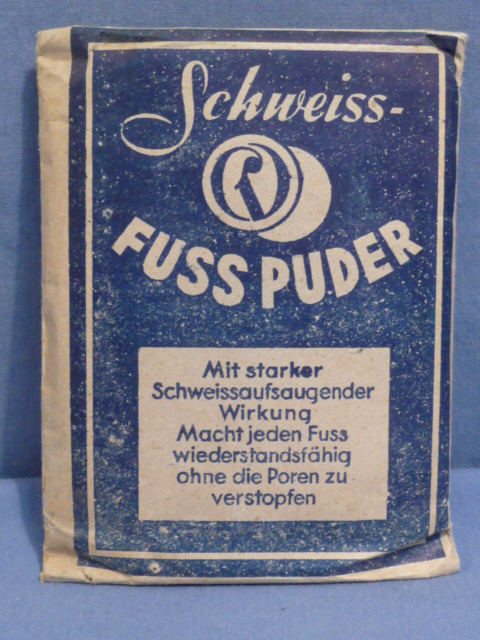 Schweiss-
FUSS PUDER
Mit starker
Schweissaufsaugender
Wirkung
Macht jeden Fuss
wiederstandsfähig
ohne die Poren zu
verstopfen